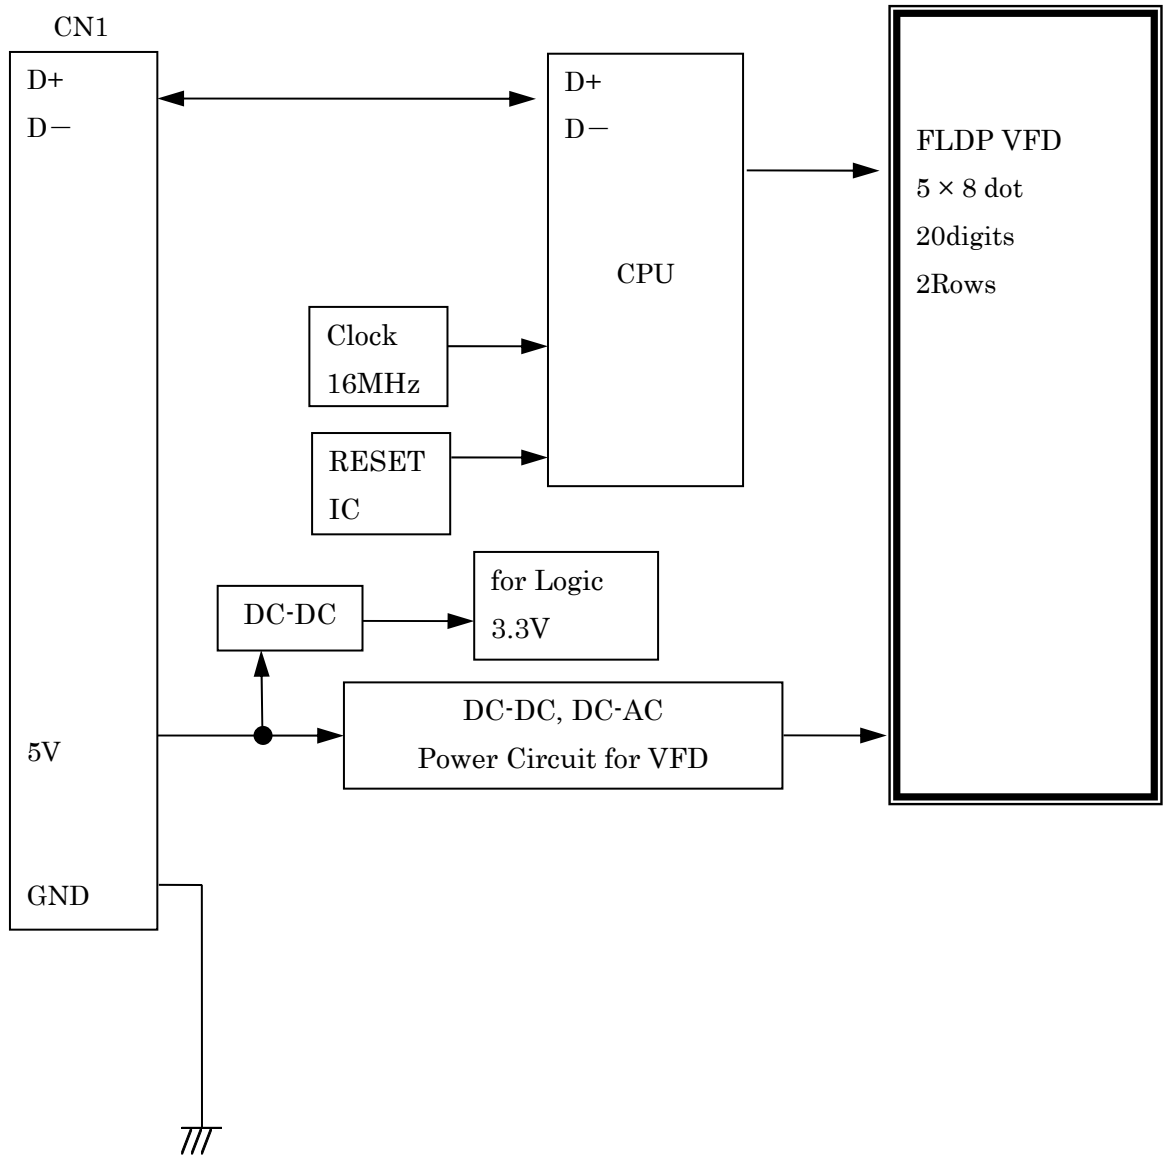 CN1
D+
D−
5V
GND
D+
D−
CPU
Clock
16MHz
RESET
IC
DC-DC
for Logic
3.3V
DC-DC, DC-AC
Power Circuit for VFD
FLDP VFD
5 × 8 dot
20digits
2Rows